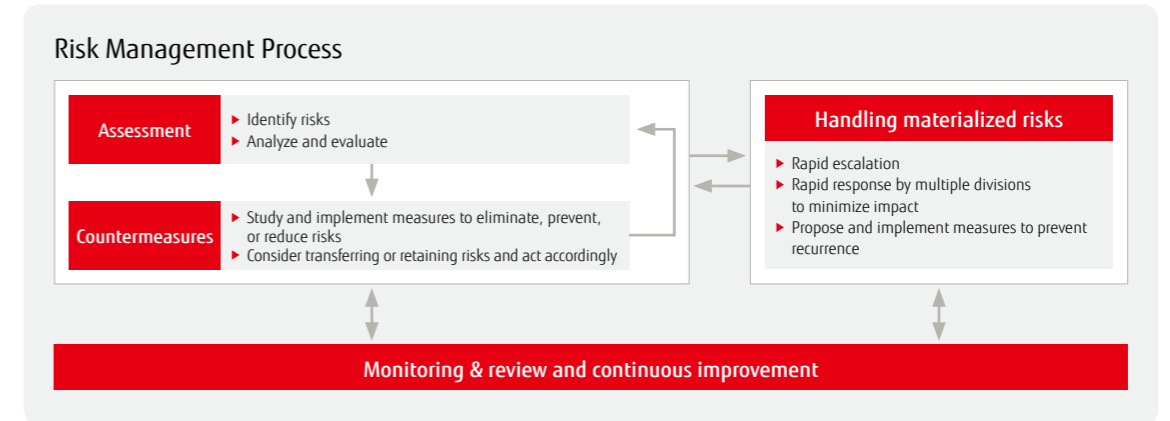 Risk Management Process
Assessment
▶ Identify risks
▶ Analyze and evaluate
Countermeasures
▶ Study and implement measures to eliminate, prevent,
or reduce risks
▶ Consider transferring or retaining risks and act accordingly
Handling materialized risks
▶ Rapid escalation
▶ Rapid response by multiple divisions
to minimize impact
▶ Propose and implement measures to prevent
recurrence
Monitoring & review and continuous improvement